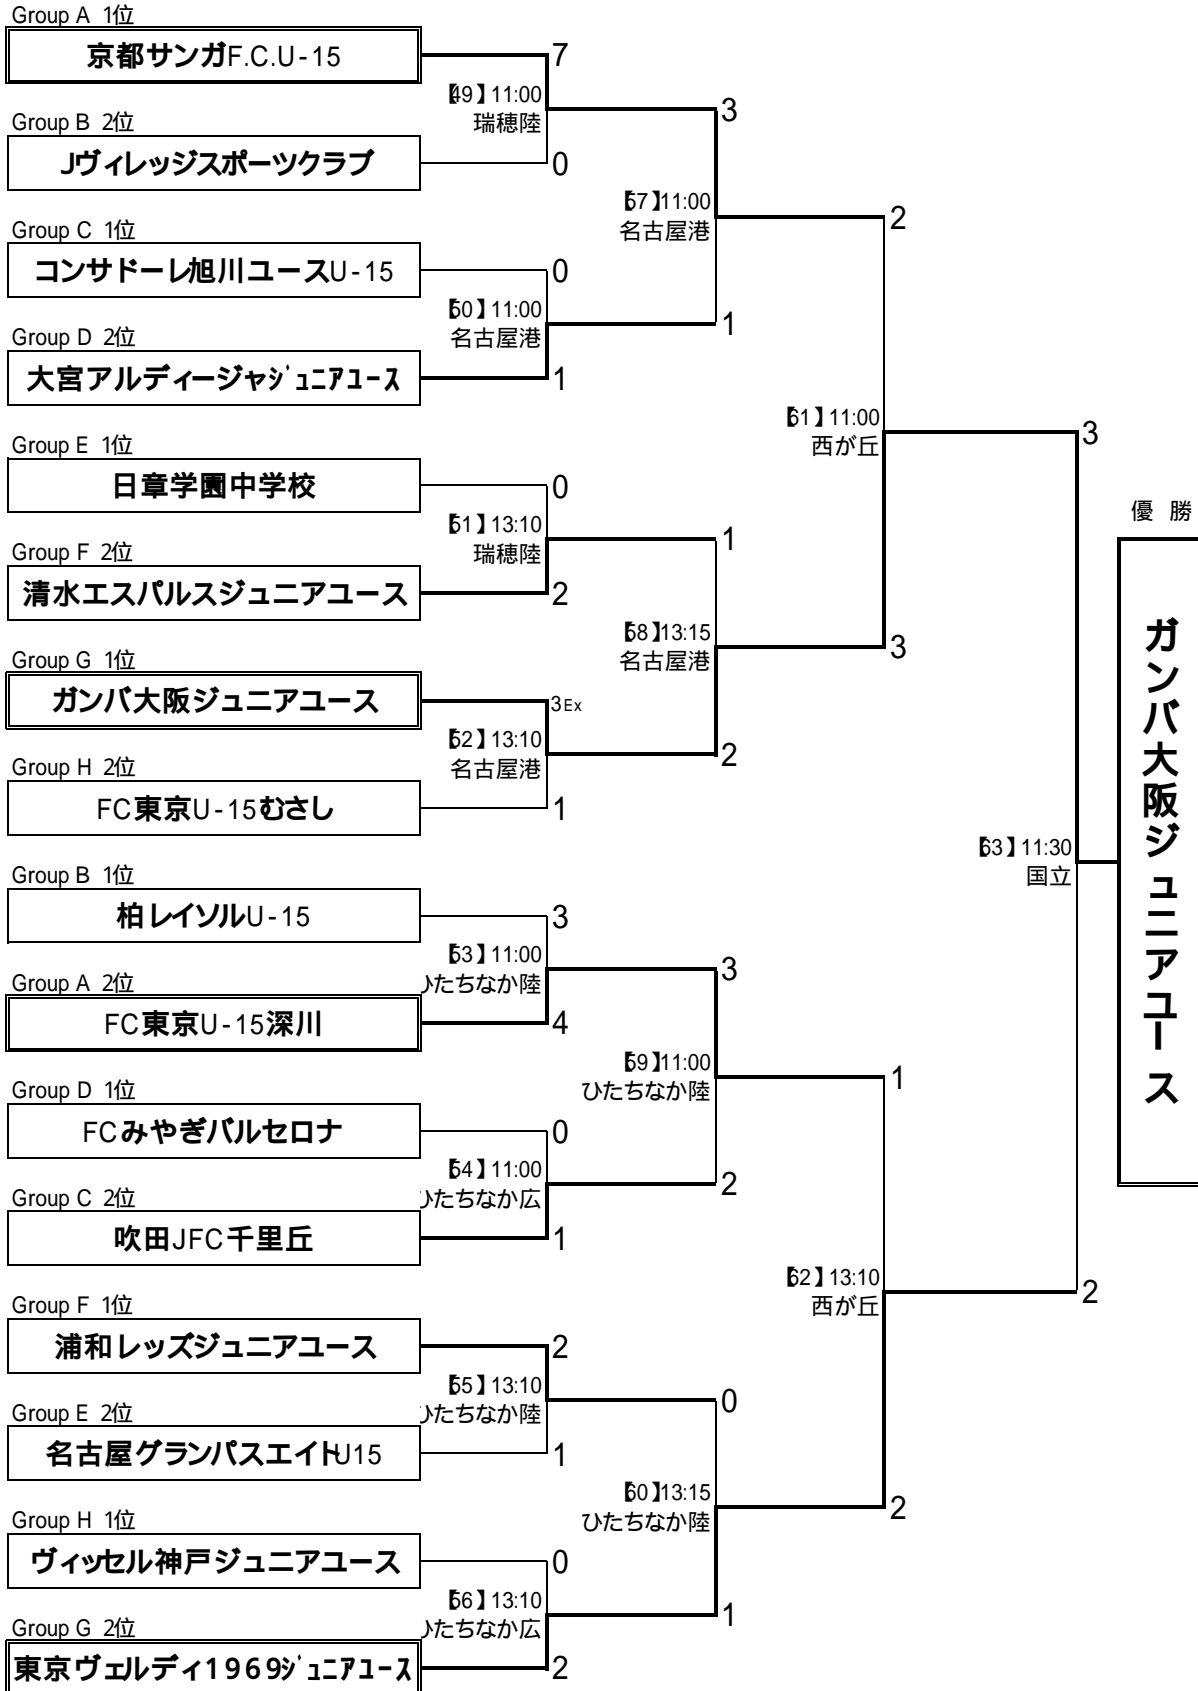 Group A 1位
京都サンガF.C.U-15
7
【49】11:00
瑞穂陸
Group B 2位
Jヴィレッジスポーツクラブ
0
3
【57】11:00
名古屋港
Group C 1位
コンサドーレ旭川ユースU-15
0
【50】11:00
名古屋港
Group D 2位
大宮アルディージャジュニアユース
1
1
2
【61】11:00
西が丘
Group E 1位
日章学園中学校
0
【51】13:10
瑞穂陸
Group F 2位
清水エスパルスジュニアユース
2
1
【58】13:15
名古屋港
Group G 1位
ガンバ大阪ジュニアユース
3Ex
【52】13:10
名古屋港
Group H 2位
FC東京U-15むさし
1
2
3
3
【63】11:30
国立
優 勝
ガンバ大阪ジュニアユース
Group B 1位
柏レイソルU-15
3
【53】11:00
ひたちなか陸
Group A 2位
FC東京U-15深川
4
3
【59】11:00
ひたちなか陸
Group D 1位
FCみやぎバルセロナ
0
【54】11:00
ひたちなか広
Group C 2位
吹田JFC千里丘
1
2
1
【62】13:10
西が丘
2
Group F 1位
浦和レッズジュニアユース
2
【55】13:10
ひたちなか陸
Group E 2位
名古屋グランパスエイトU15
1
0
【60】13:15
ひたちなか陸
2
Group H 1位
ヴィッセル神戸ジュニアユース
0
【56】13:10
ひたちなか広
Group G 2位
東京ヴェルディ1969ジュニアユース
2
1